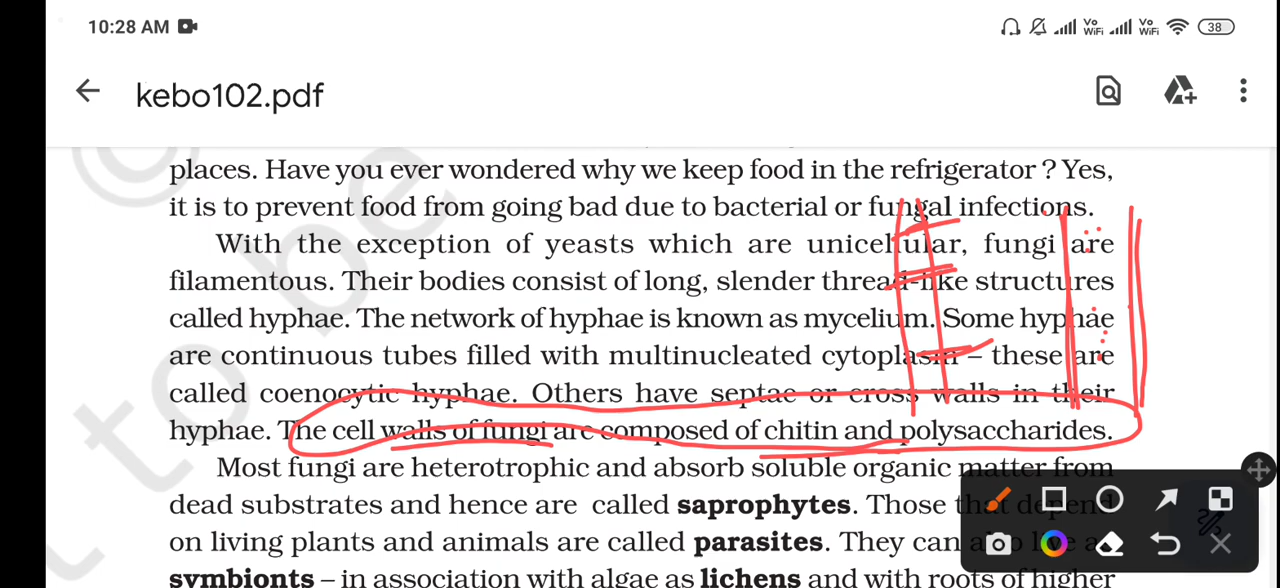 10:28 AM
Vo WiFi Vo WiFi 38
kebo102.pdf
places. Have you ever wondered why we keep food in the refrigerator ? Yes,
it is to prevent food from going bad due to bacterial or fungal infections.
With the exception of yeasts which are unicellular, fungi are
filamentous. Their bodies consist of long, slender thread-like structures
called hyphae. The network of hyphae is known as mycelium. Some hyphae
are continuous tubes filled with multinucleated cytoplasm – these are
called coenocytic hyphae. Others have septae or cross walls in their
hyphae. The cell walls of fungi are composed of chitin and polysaccharides.
Most fungi are heterotrophic and absorb soluble organic matter from
dead substrates and hence are called saprophytes. Those that depend
on living plants and animals are called parasites. They can also live as
symbionts – in association with algae as lichens and with roots of higher
© to be